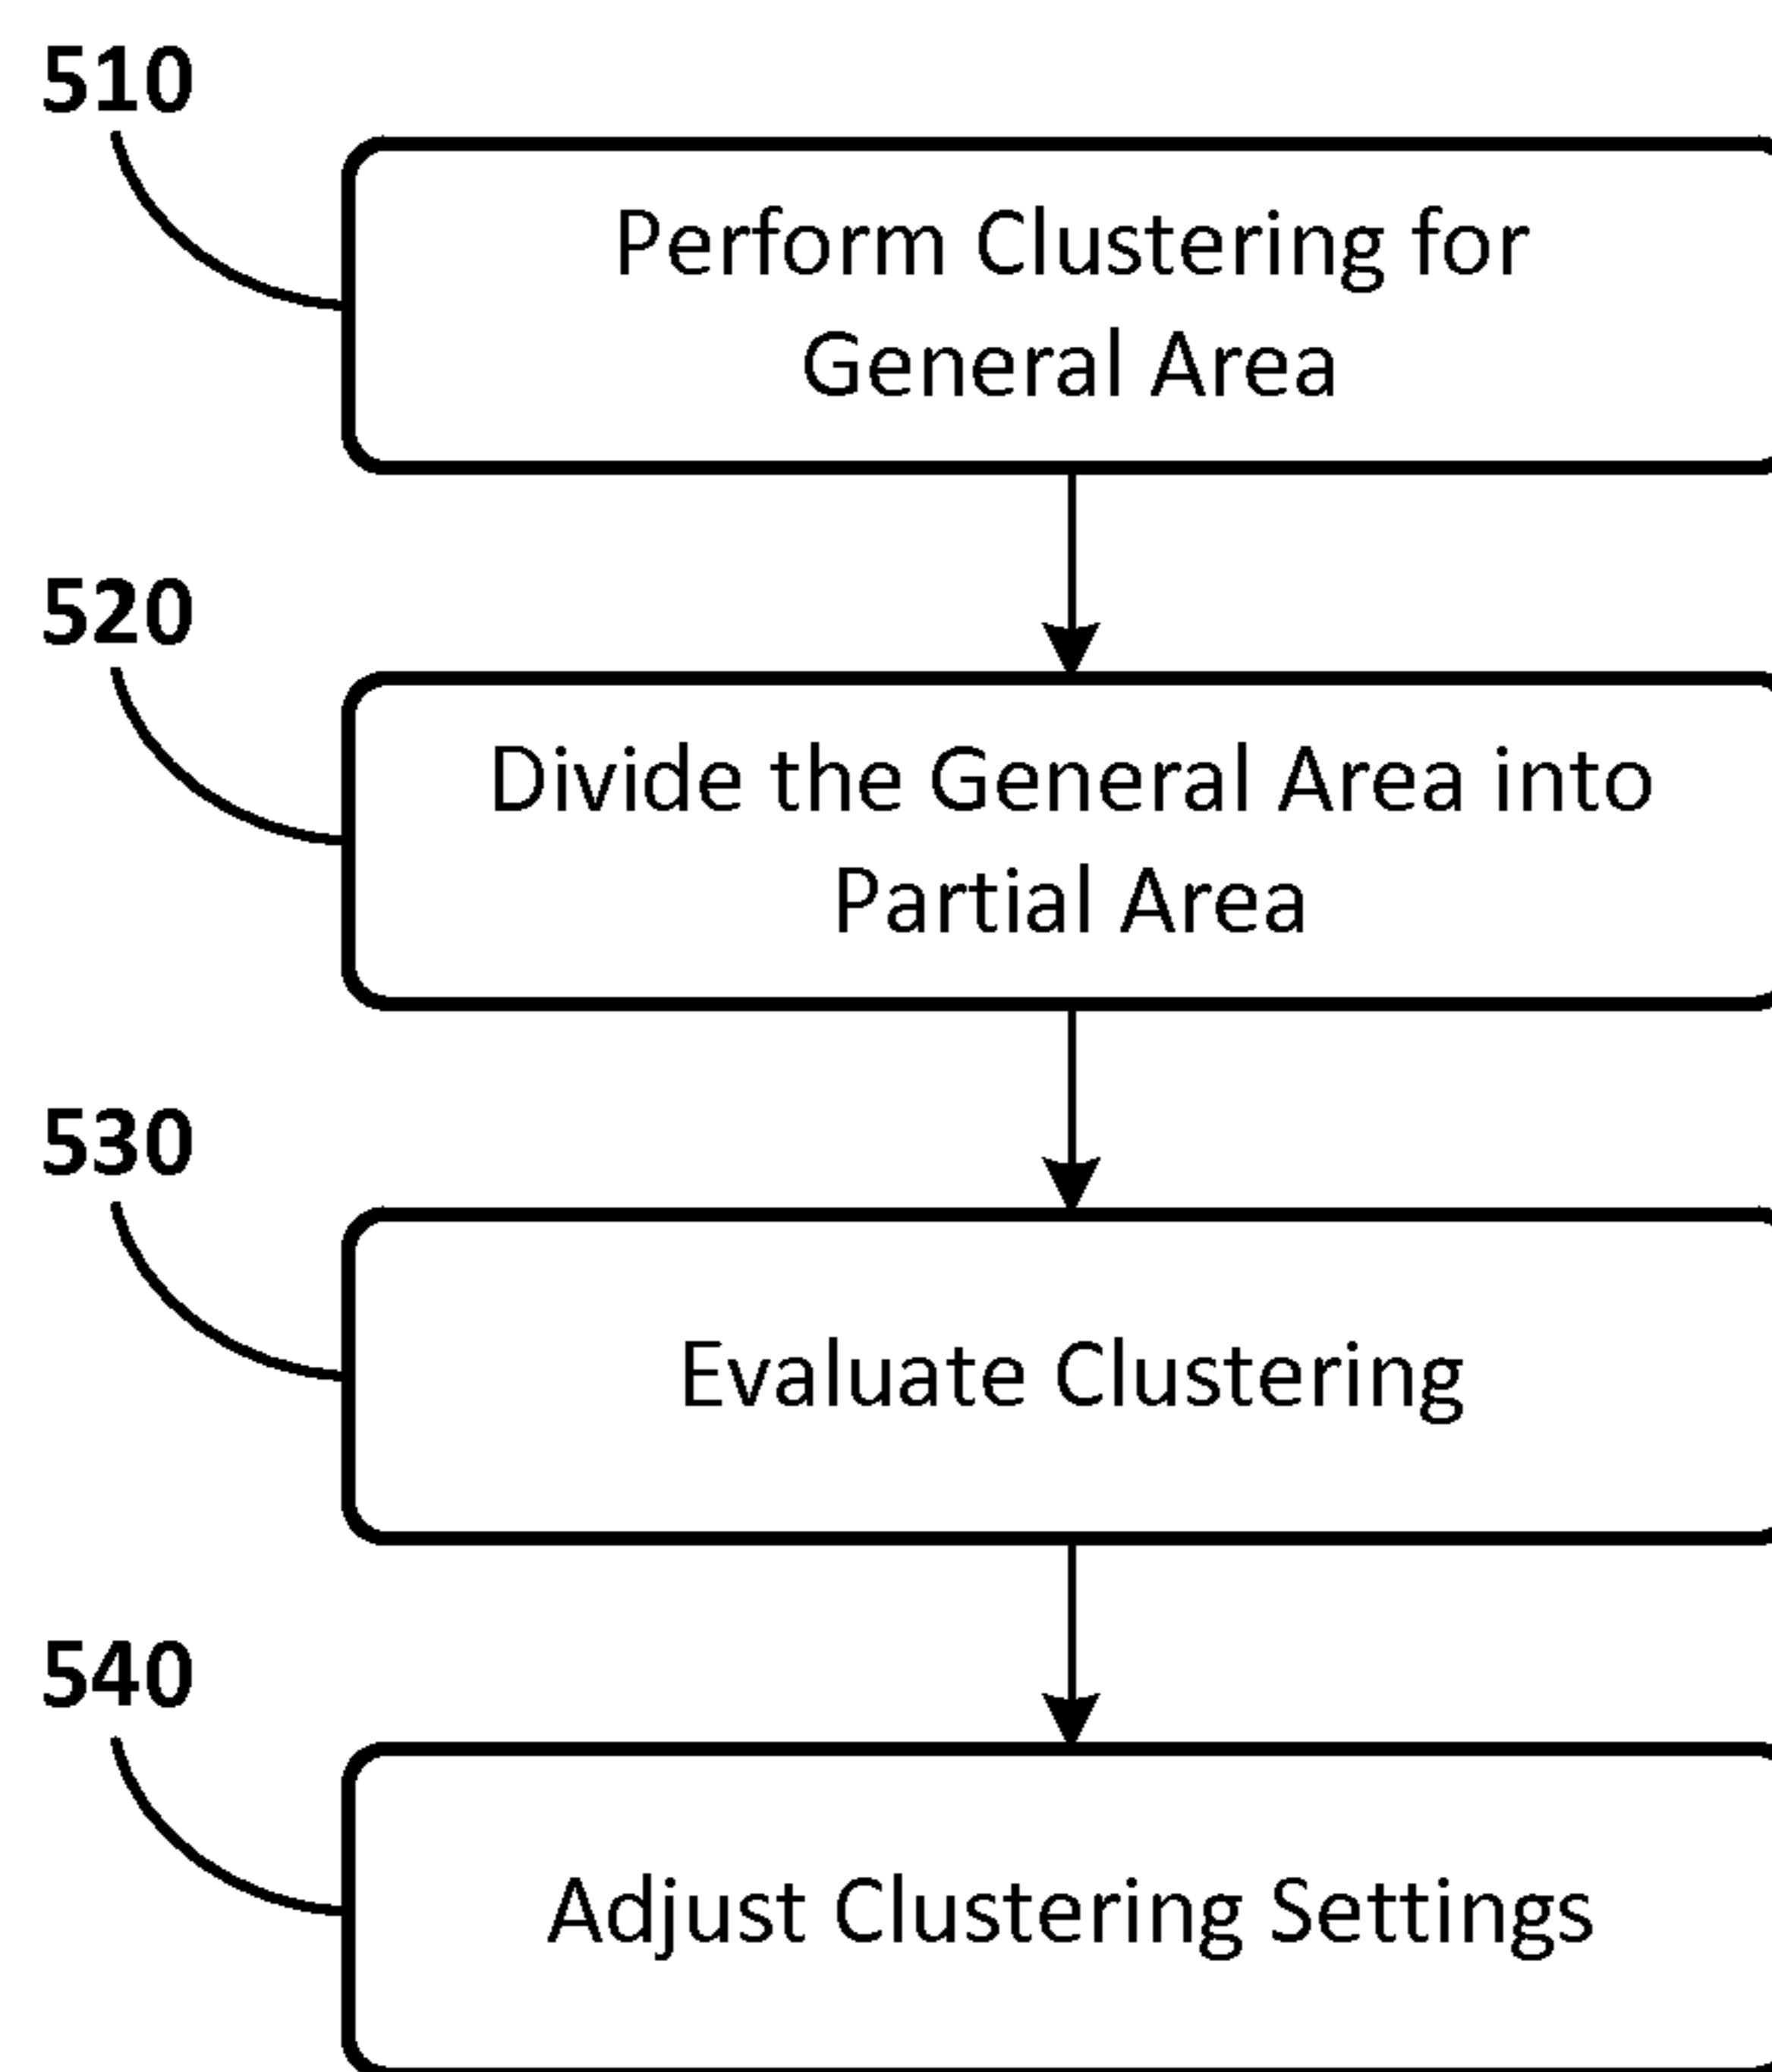 510
Perform Clustering for
General Area
520
Divide the General Area into
Partial Area
530
Evaluate Clustering
540
Adjust Clustering Settings